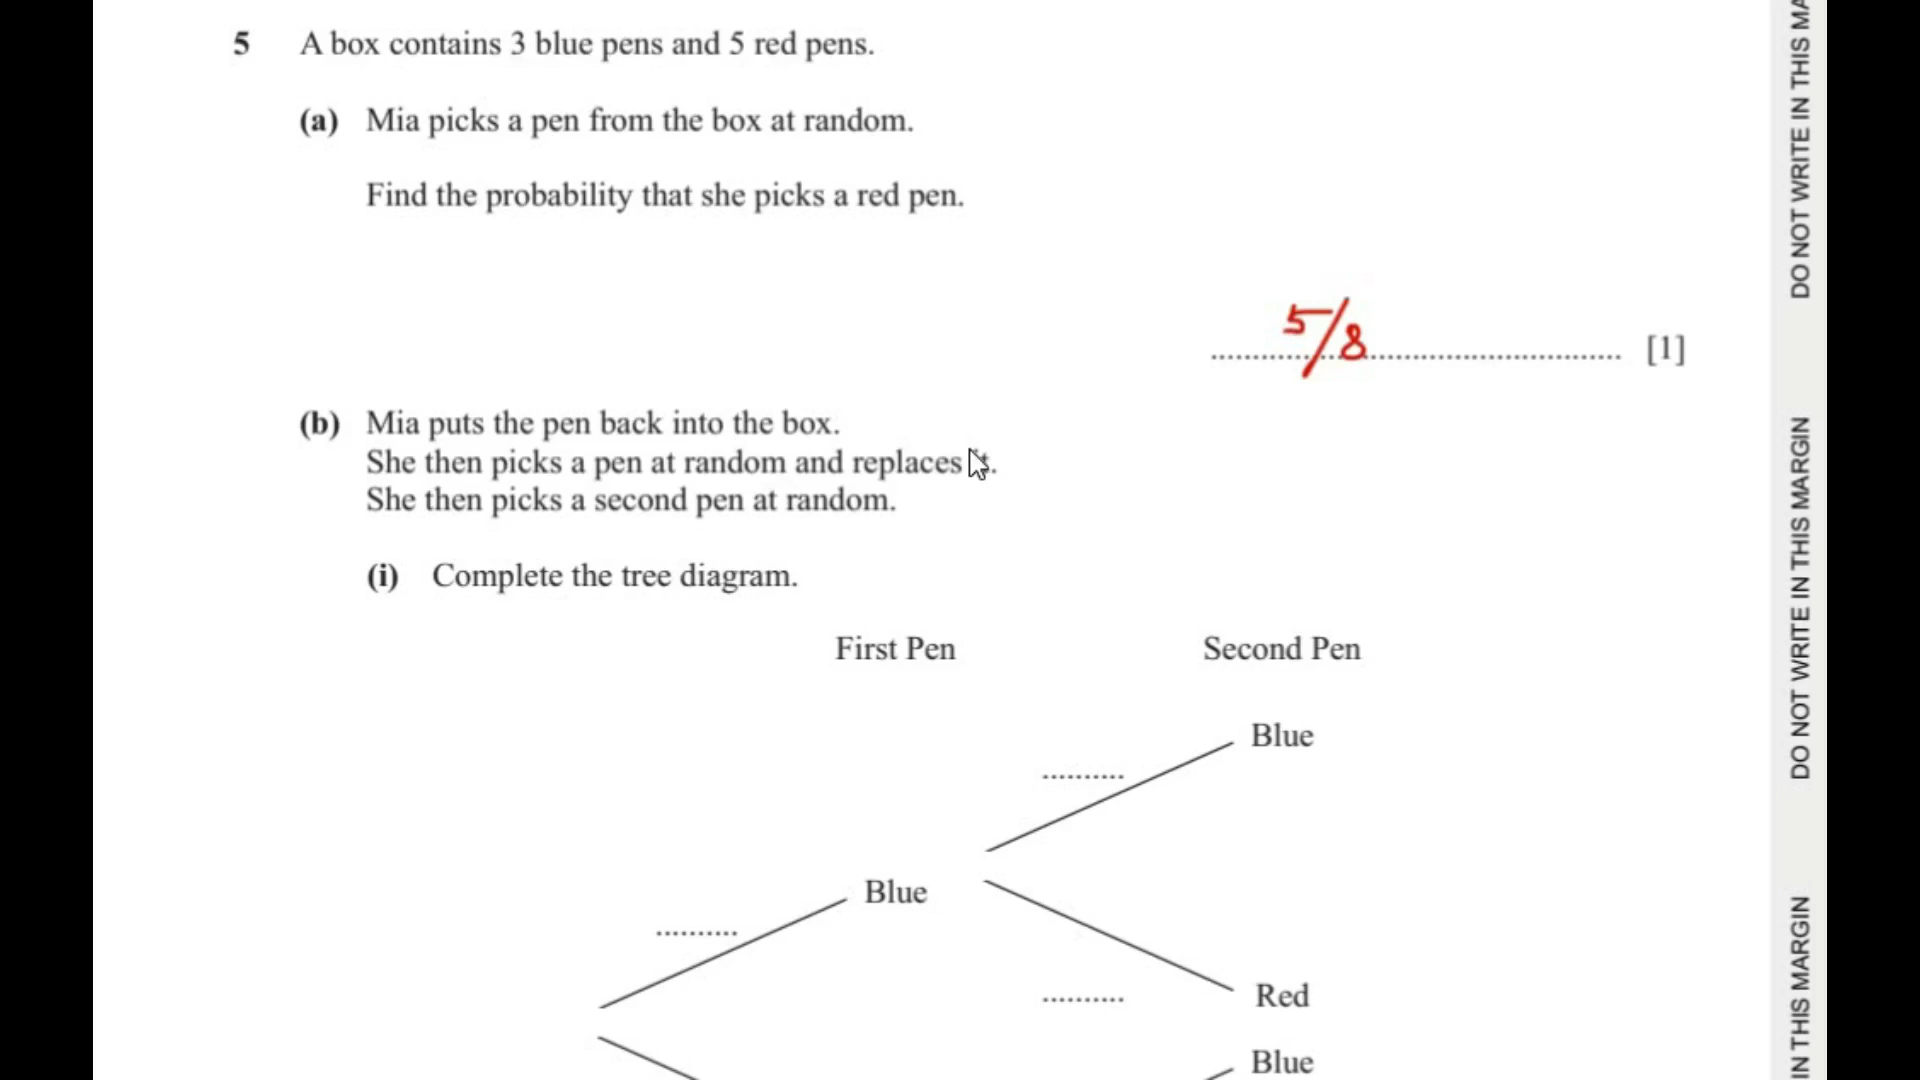 5 A box contains 3 blue pens and 5 red pens.
(a) Mia picks a pen from the box at random.
Find the probability that she picks a red pen.
5/8 [1]
(b) Mia puts the pen back into the box.
She then picks a pen at random and replaces it.
She then picks a second pen at random.
(i) Complete the tree diagram.
First Pen Second Pen
Blue
Blue
Red
Blue
DO NOT WRITE IN THIS MA
DO NOT WRITE IN THIS MARGIN
IN THIS MARGIN